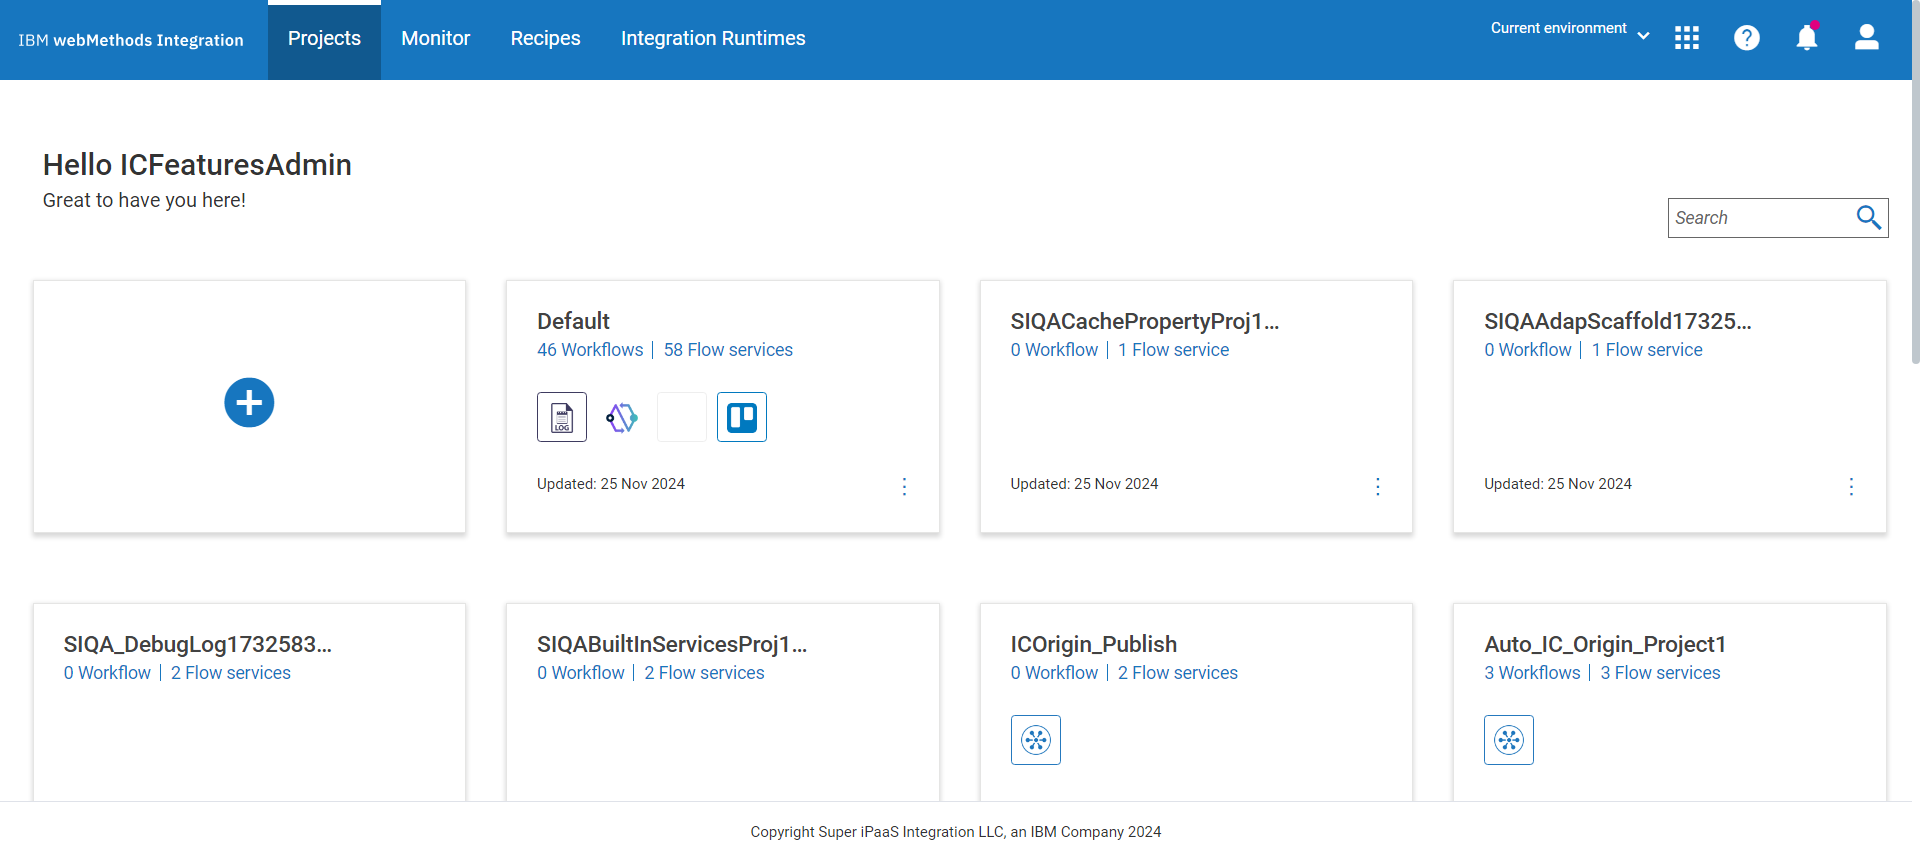 IBM webMethods Integration
Projects
Monitor
Recipes
Integration Runtimes
Current environment
?
Hello ICFeaturesAdmin
Great to have you here!
Search
Default
46 Workflows | 58 Flow services
LOG
Updated: 25 Nov 2024
SIQACachePropertyProj1...
0 Workflow | 1 Flow service
Updated: 25 Nov 2024
SIQAAdapScaffold17325...
0 Workflow | 1 Flow service
Updated: 25 Nov 2024
SIQA_DebugLog1732583...
0 Workflow | 2 Flow services
SIQABuiltInServicesProj1...
0 Workflow | 2 Flow services
ICOrigin_Publish
0 Workflow | 2 Flow services
Auto_IC_Origin_Project1
3 Workflows | 3 Flow services
Copyright Super iPaaS Integration LLC, an IBM Company 2024